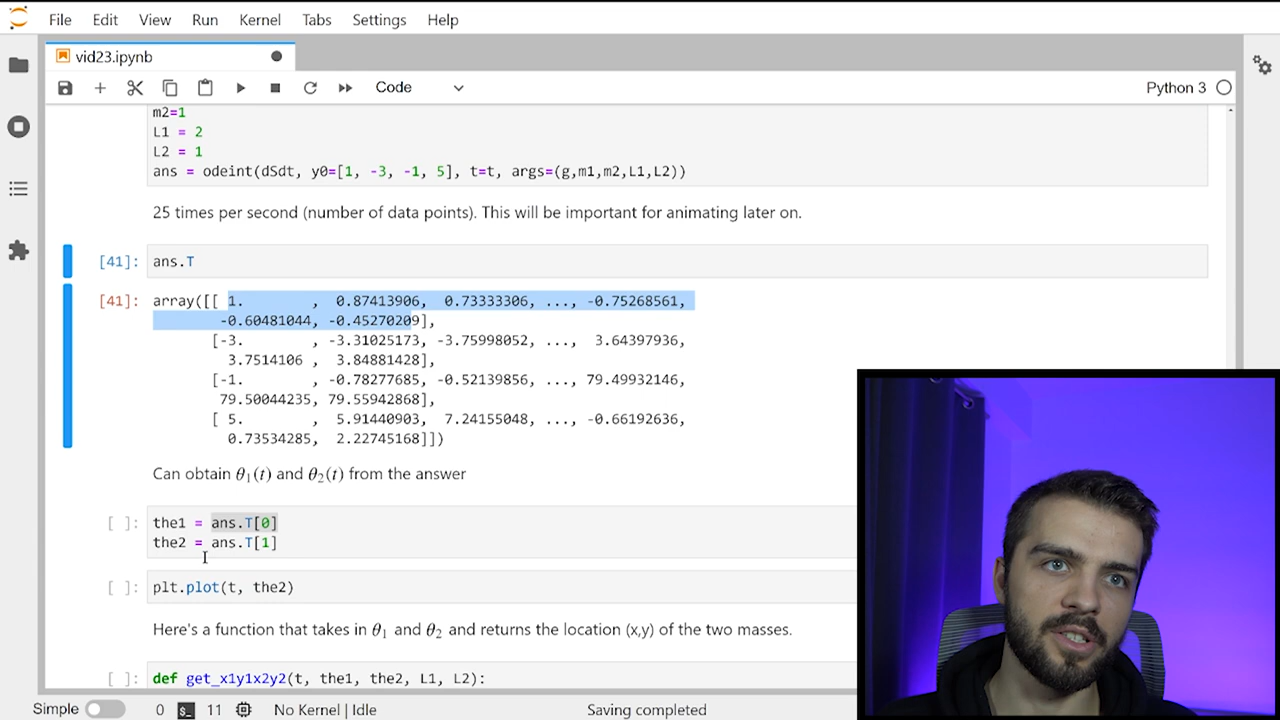 File Edit View Run Kernel Tabs Settings Help
vid23.ipynb
Code
Python 3
m2=1
L1 = 2
L2 = 1
ans = odeint(dSdt, y0=[1, -3, -1, 5], t=t, args=(g,m1,m2,L1,L2))
25 times per second (number of data points). This will be important for animating later on.
[41]: ans.T
[41]: array([[ 1. , 0.87413906, 0.73333306, ..., -0.75268561,
-0.60481044, -0.45270209],
[-3. , -3.31025173, -3.75998052, ..., 3.64397936,
3.7514106 , 3.84881428],
[-1. , -0.78277685, -0.52139856, ..., 79.49932146,
79.50044235, 79.55942868],
[ 5. , 5.91440903, 7.24155048, ..., -0.66192636,
0.73534285, 2.22745168]])
Can obtain θ₁(t) and θ₂(t) from the answer
[ ]: the1 = ans.T[0]
the2 = ans.T[1]
[ ]: plt.plot(t, the2)
Here's a function that takes in θ₁ and θ₂ and returns the location (x,y) of the two masses.
[ ]: def get_x1y1x2y2(t, the1, the2, L1, L2):
Simple 0 $_ 11 No Kernel | Idle Saving completed